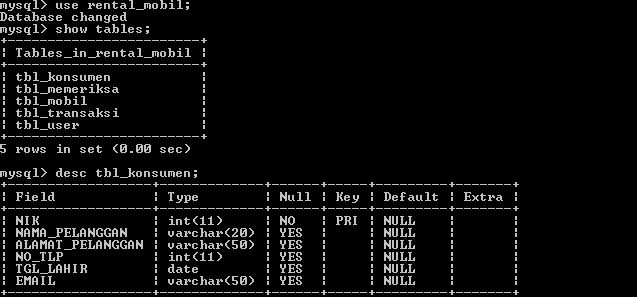 mysql> use rental_mobil;
Database changed
mysql> show tables;
+------------------------+
| Tables_in_rental_mobil |
+------------------------+
| tbl_konsumen           |
| tbl_memeriksa          |
| tbl_mobil              |
| tbl_transaksi          |
| tbl_user               |
+------------------------+
5 rows in set (0.00 sec)
mysql> desc tbl_konsumen;
+------------------+-------------+------+-----+---------+-------+
| Field            | Type        | Null | Key | Default | Extra |
+------------------+-------------+------+-----+---------+-------+
| NIK              | int(11)     | NO   | PRI | NULL    |       |
| NAMA_PELANGGAN   | varchar(20) | YES  |     | NULL    |       |
| ALAMAT_PELANGGAN | varchar(50) | YES  |     | NULL    |       |
| NO_TLP           | int(11)     | YES  |     | NULL    |       |
| TGL_LAHIR        | date        | YES  |     | NULL    |       |
| EMAIL            | varchar(50) | YES  |     | NULL    |       |
+------------------+-------------+------+-----+---------+-------+